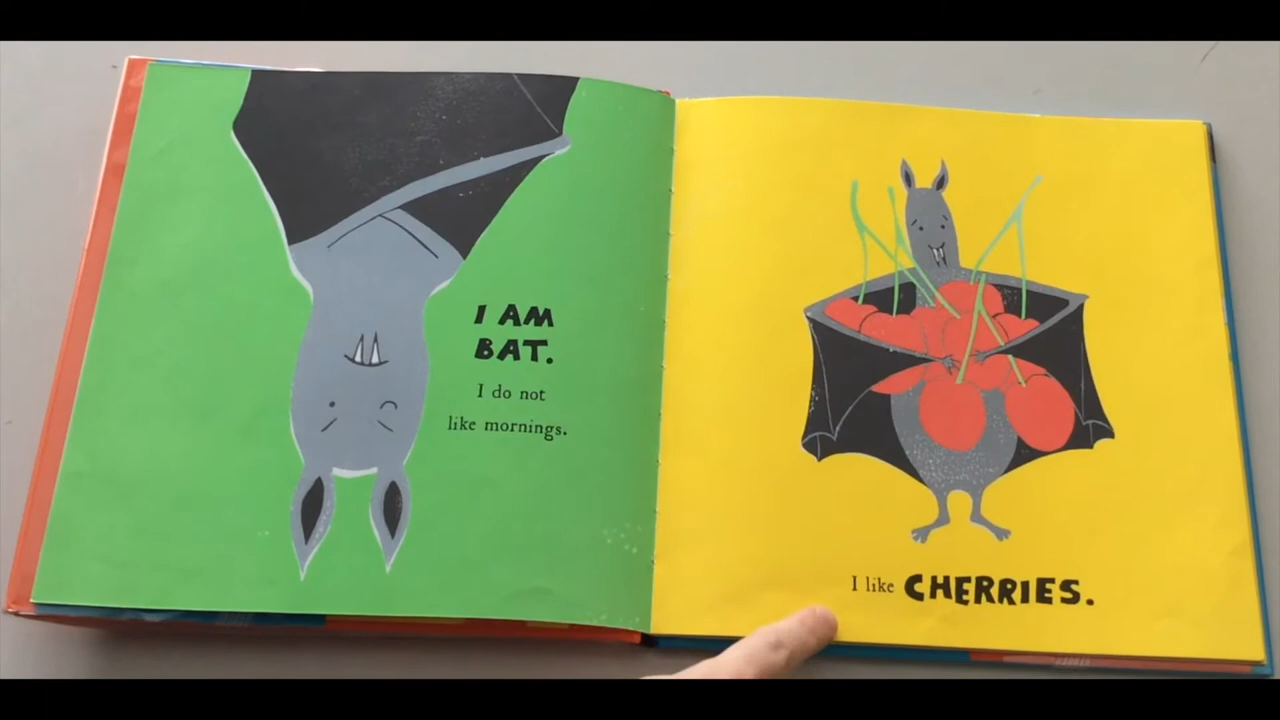 I AM
BAT.
I do not
like mornings.
I like CHERRIES.